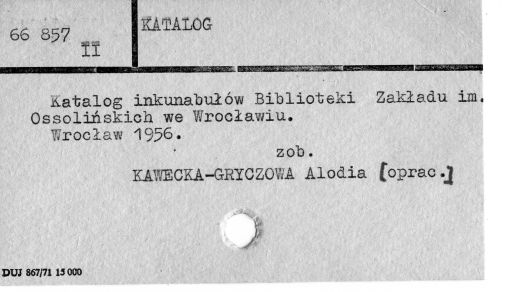 66 857
II
KATALOG
Katalog inkunabułów Biblioteki Zakładu im.
Ossolińskich we Wrocławiu.
Wrocław 1956.
zob.
KAWECKA-GRYCZOWA Alodia [oprac.]
DUJ 867/71 15 000